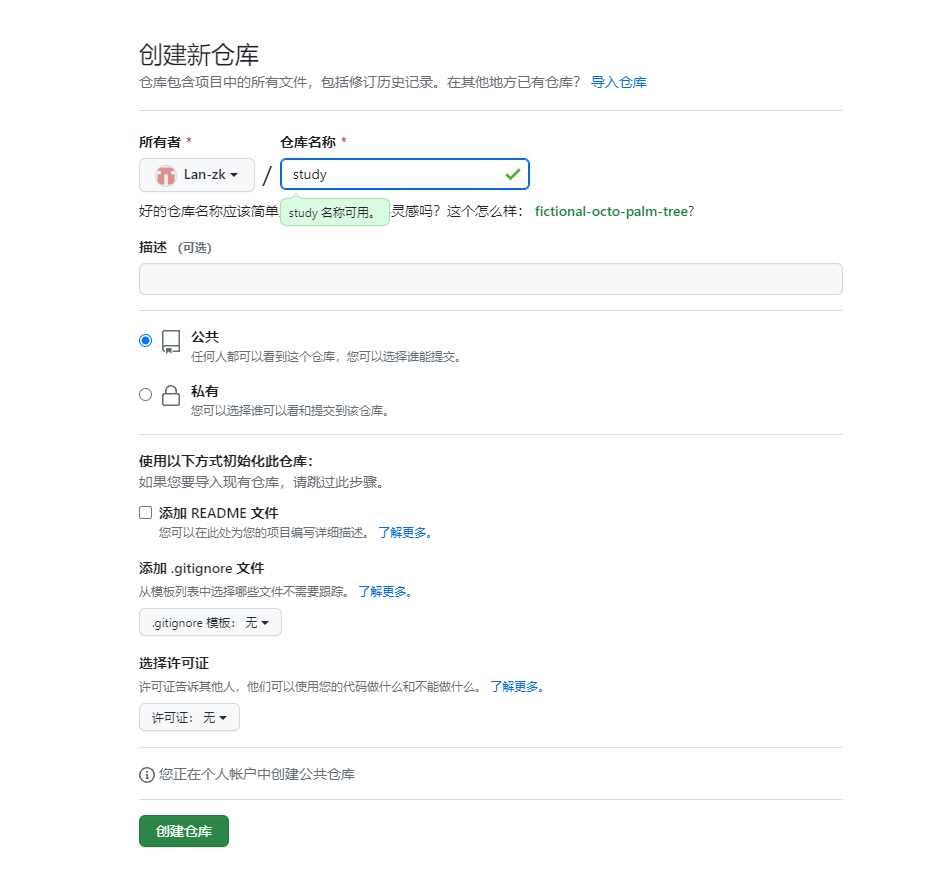 创建新仓库
仓库包含项目中的所有文件，包括修订历史记录。在其他地方已有仓库？ 导入仓库
所有者 * 仓库名称 *
Lan-zk / study
好的仓库名称应该简单 灵感吗？这个怎么样： fictional-octo-palm-tree?
study 名称可用。
描述 (可选)
公共
任何人都可以看到这个仓库，您可以选择谁能提交。
私有
您可以选择谁可以看和提交到该仓库。
使用以下方式初始化此仓库：
如果您要导入现有仓库，请跳过此步骤。
添加 README 文件
您可以在此处为您的项目编写详细描述。 了解更多。
添加 .gitignore 文件
从模板列表中选择哪些文件不需要跟踪。 了解更多。
.gitignore 模板： 无
选择许可证
许可证告诉其他人，他们可以使用您的代码做什么和不能做什么。 了解更多。
许可证： 无
您正在个人帐户中创建公共仓库
创建仓库